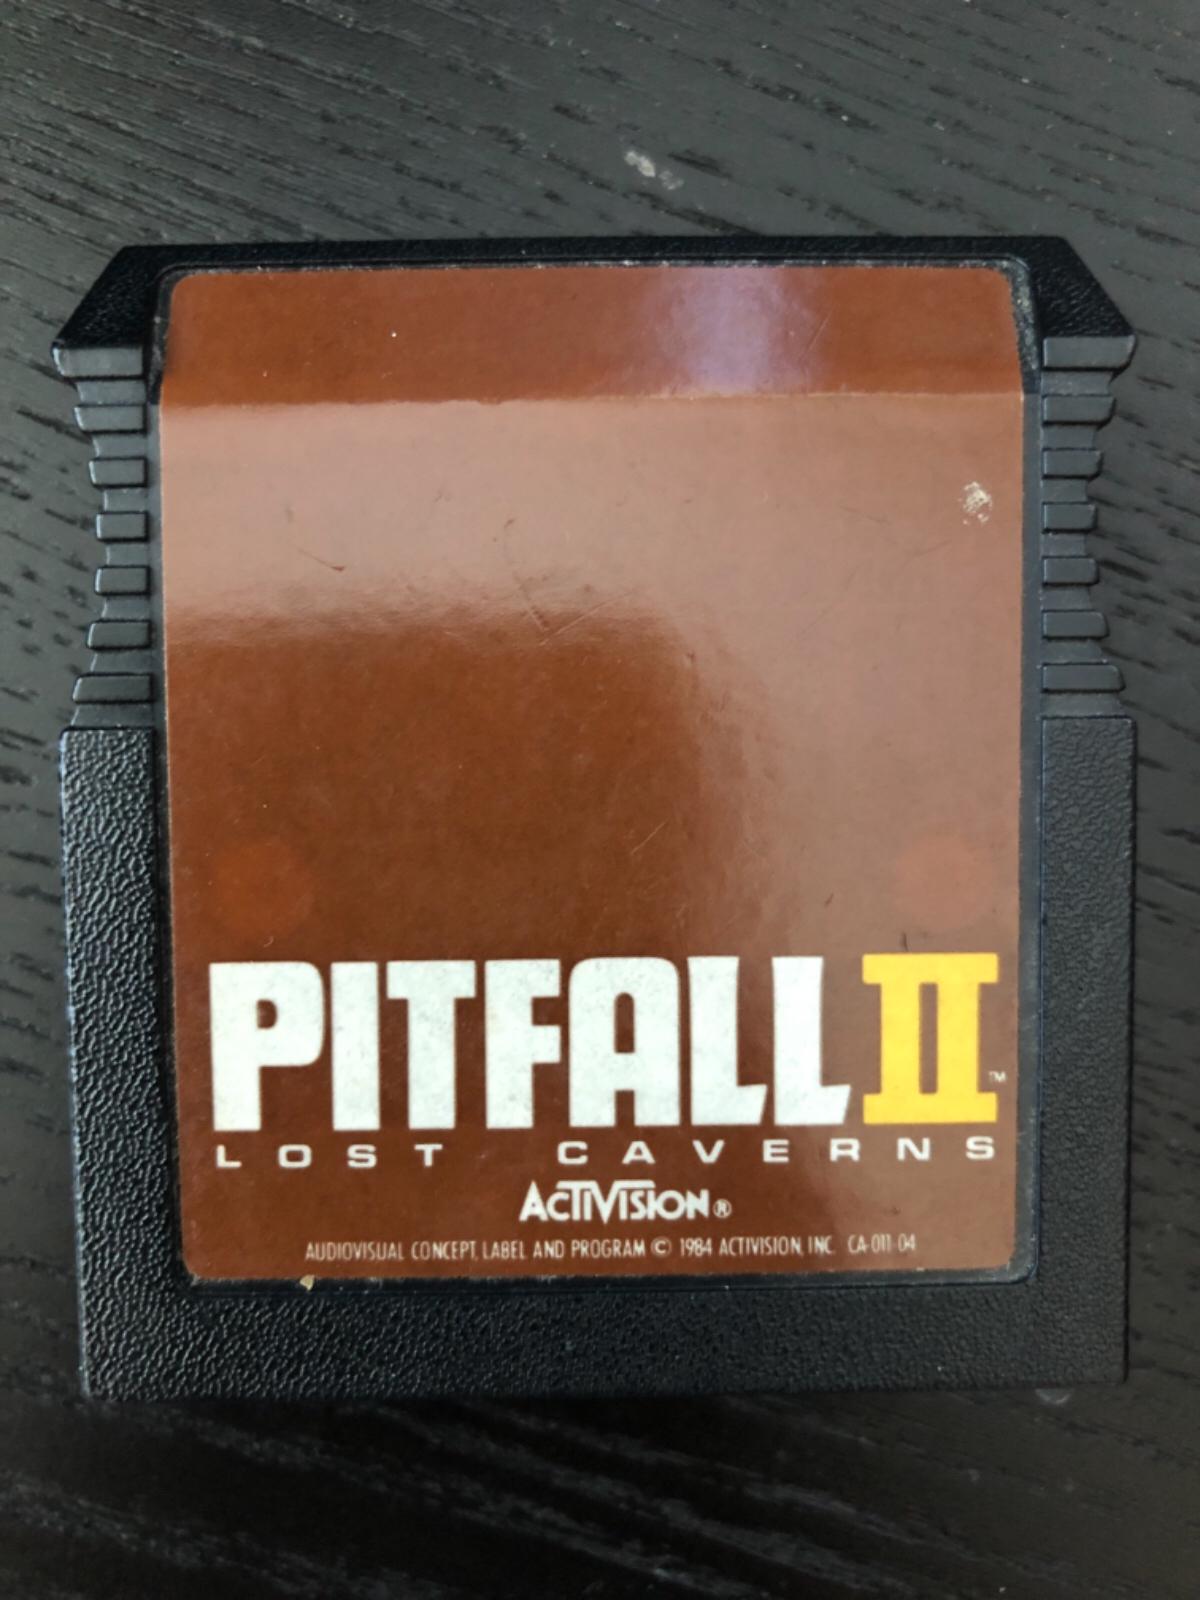 PITFALL II™
LOST CAVERNS
ACTIVISION®
AUDIOVISUAL CONCEPT, LABEL AND PROGRAM © 1984 ACTIVISION, INC. CA-011-04